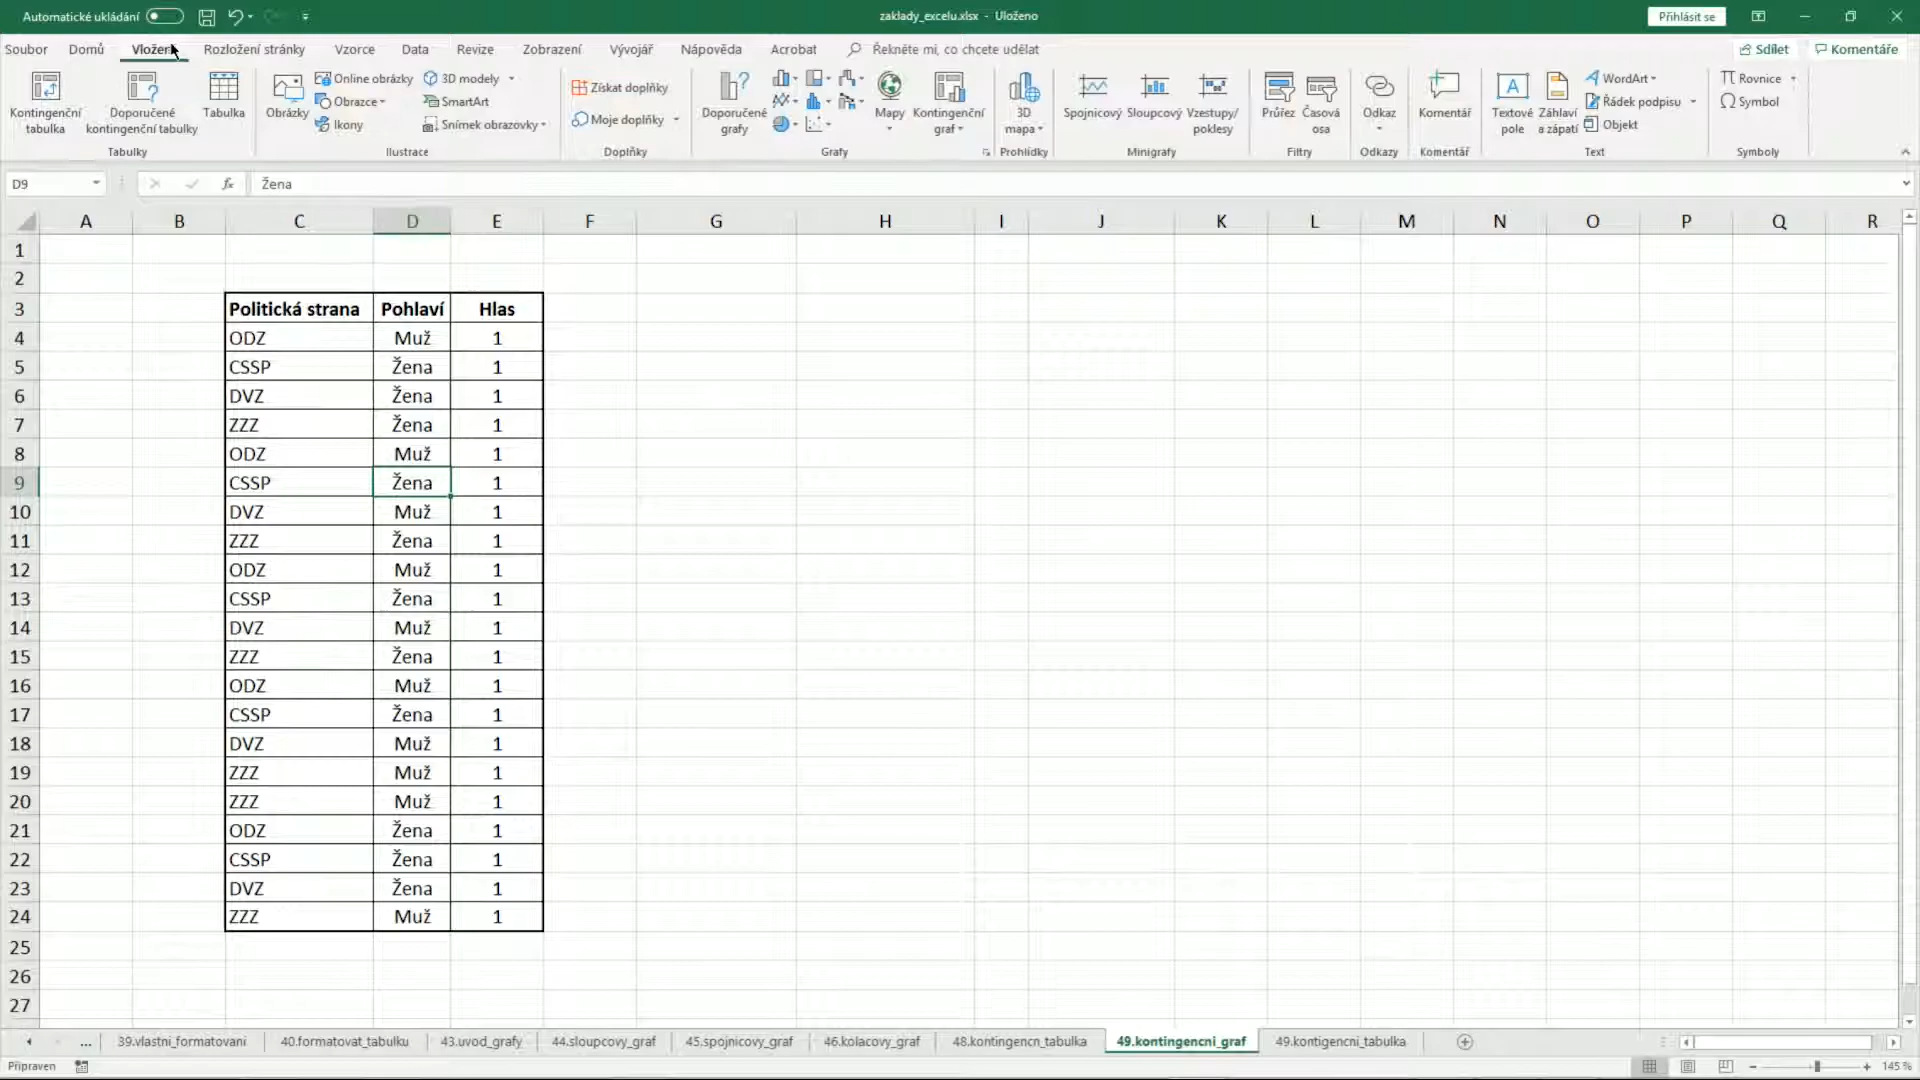 Automatické ukládání
zaklady_excelu.xlsx - Uloženo
Přihlásit se
Soubor Domů Vložení Rozložení stránky Vzorce Data Revize Zobrazení Vývojář Nápověda Acrobat Řekněte mi, co chcete udělat Sdílet Komentáře
Kontingenční tabulka
Doporučené kontingenční tabulky
Tabulka
Tabulky
Obrázky
Online obrázky
Obrazce
Ikony
3D modely
SmartArt
Snímek obrazovky
Ilustrace
Získat doplňky
Moje doplňky
Doplňky
Doporučené grafy
Mapy
Kontingenční graf
Grafy
3D mapa
Prohlídky
Spojnicový
Sloupcový
Vzestupy/ poklesy
Minigrafy
Průřez
Časová osa
Filtry
Odkaz
Odkazy
Komentář
Komentář
Textové pole
Záhlaví a zápatí
WordArt
Řádek podpisu
Objekt
Text
Rovnice
Symbol
Symboly
D9 fx Žena
A B C D E F G H I J K L M N O P Q R
1
2
3 Politická strana Pohlaví Hlas
4 ODZ Muž 1
5 CSSP Žena 1
6 DVZ Žena 1
7 ZZZ Žena 1
8 ODZ Muž 1
9 CSSP Žena 1
10 DVZ Muž 1
11 ZZZ Žena 1
12 ODZ Muž 1
13 CSSP Žena 1
14 DVZ Muž 1
15 ZZZ Žena 1
16 ODZ Muž 1
17 CSSP Žena 1
18 DVZ Muž 1
19 ZZZ Muž 1
20 ZZZ Muž 1
21 ODZ Žena 1
22 CSSP Žena 1
23 DVZ Žena 1
24 ZZZ Muž 1
25
26
27
... 39.vlastni_formatovani 40.formatovat_tabulku 43.uvod_grafy 44.sloupcovy_graf 45.spojnicovy_graf 46.kolacovy_graf 48.kontingencn_tabulka 49.kontingencni_graf 49.kontigencni_tabulka
Připraven
145 %